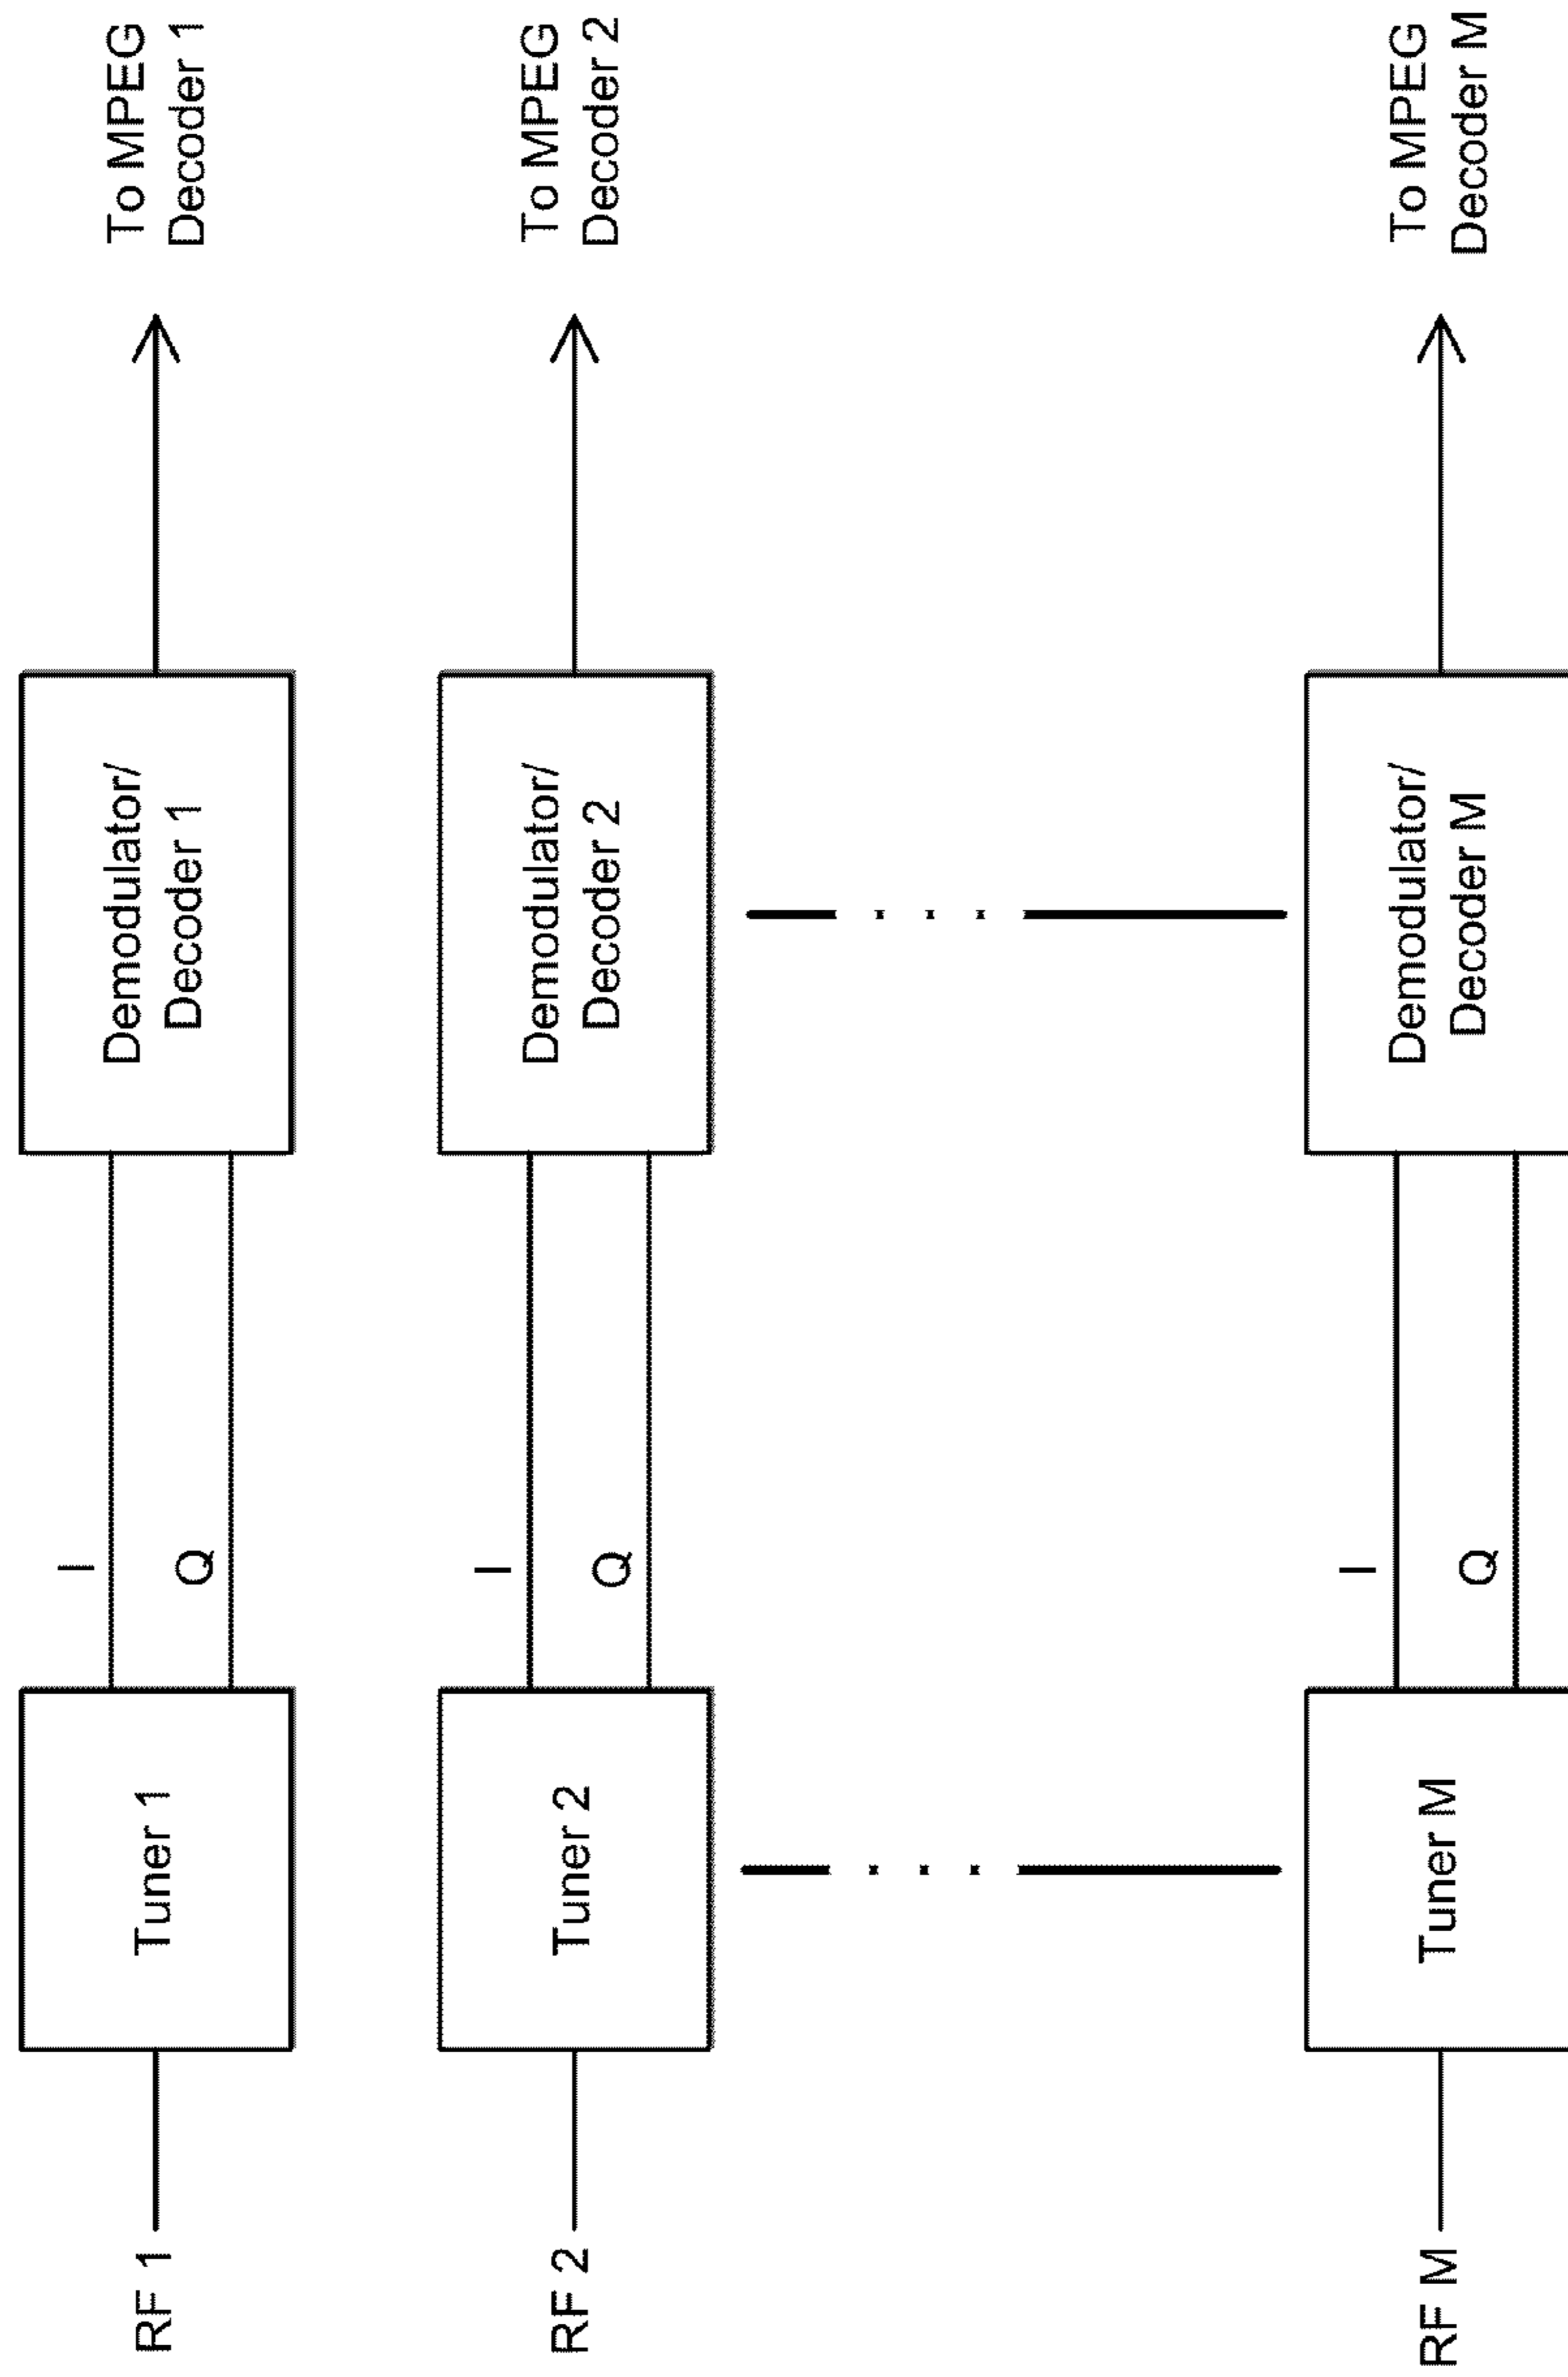 RF 1
Tuner 1
I
Q
Demodulator/
Decoder 1
To MPEG
Decoder 1
RF 2
Tuner 2
I
Q
Demodulator/
Decoder 2
To MPEG
Decoder 2
RF M
Tuner M
I
Q
Demodulator/
Decoder M
To MPEG
Decoder M